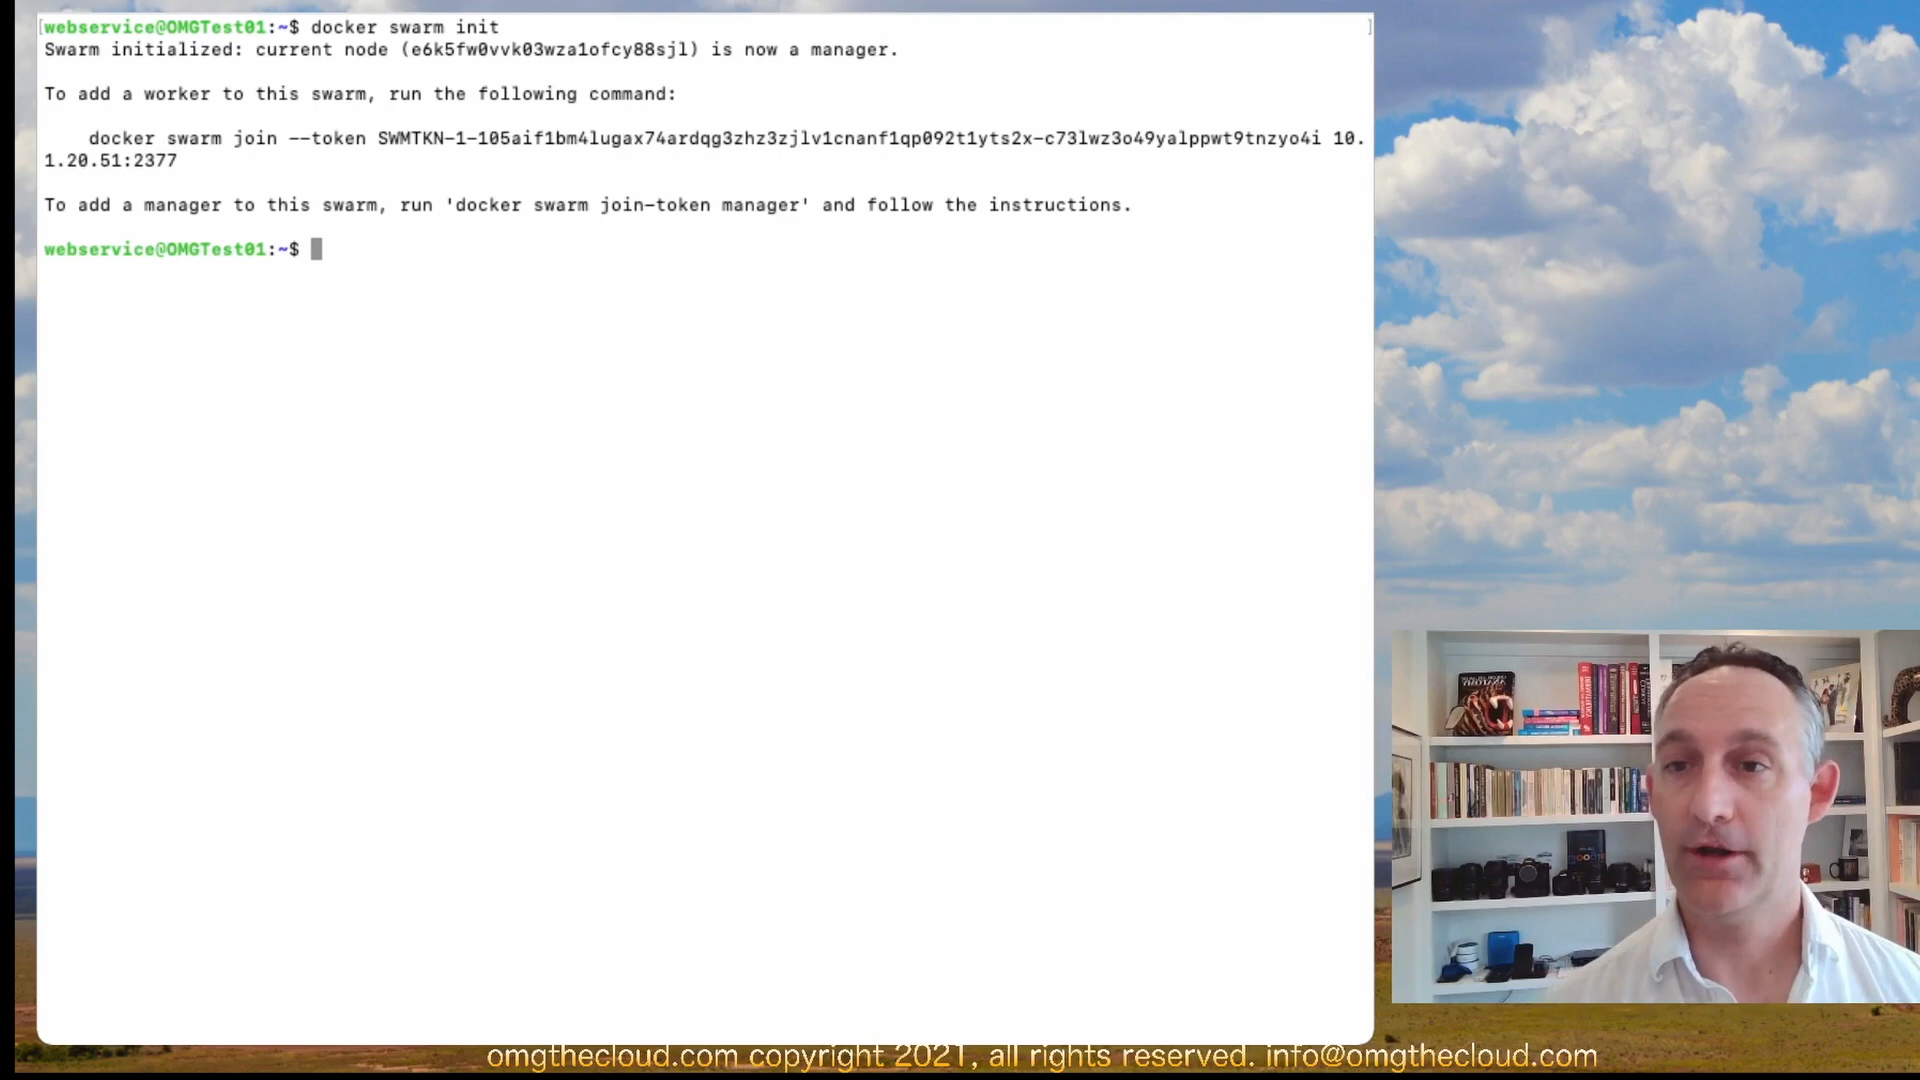 [webservice@OMGTest01:~$ docker swarm init ]
Swarm initialized: current node (e6k5fw0vvk03wza1ofcy88sjl) is now a manager.
To add a worker to this swarm, run the following command:
docker swarm join --token SWMTKN-1-105aif1bm4lugax74ardqg3zhz3zjlv1cnanf1qp092t1yts2x-c73lwz3o49yalppwt9tnzyo4i 10.
1.20.51:2377
To add a manager to this swarm, run 'docker swarm join-token manager' and follow the instructions.
webservice@OMGTest01:~$
omgthecloud.com copyright 2021, all rights reserved. info@omgthecloud.com